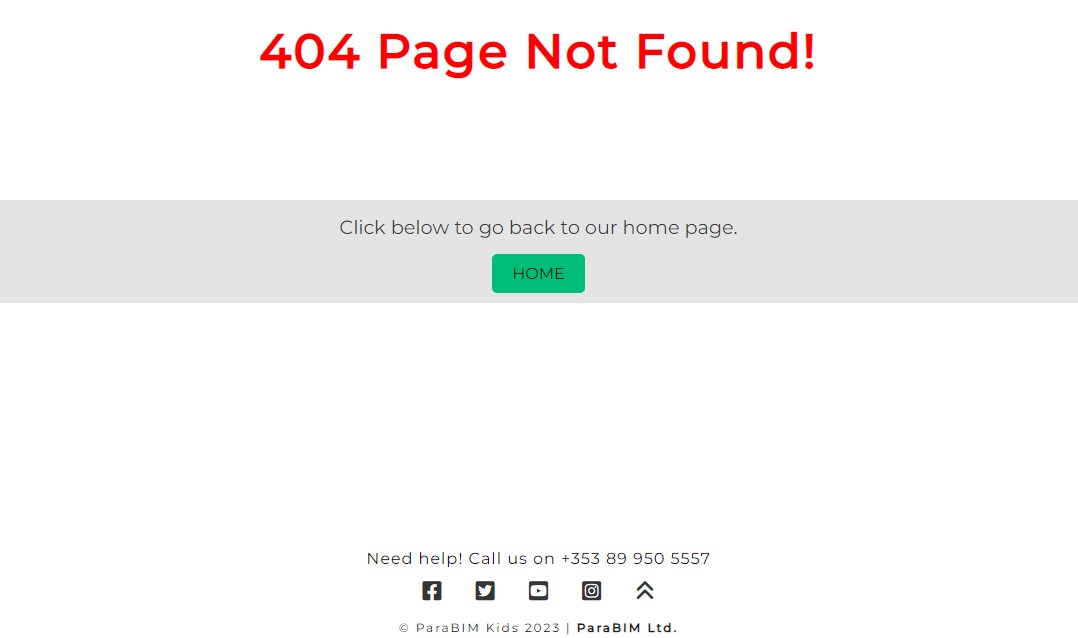 404 Page Not Found!
Click below to go back to our home page.
HOME
Need help! Call us on +353 89 950 5557
© ParaBIM Kids 2023 | ParaBIM Ltd.